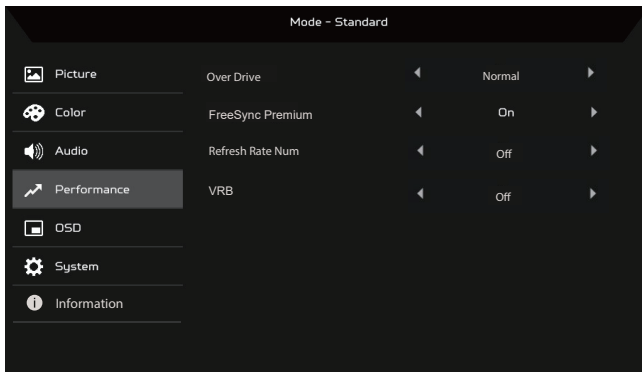 Mode - Standard
Picture
Over Drive Normal
Color
FreeSync Premium On
Audio
Refresh Rate Num Off
Performance
VRB Off
OSD
System
Information